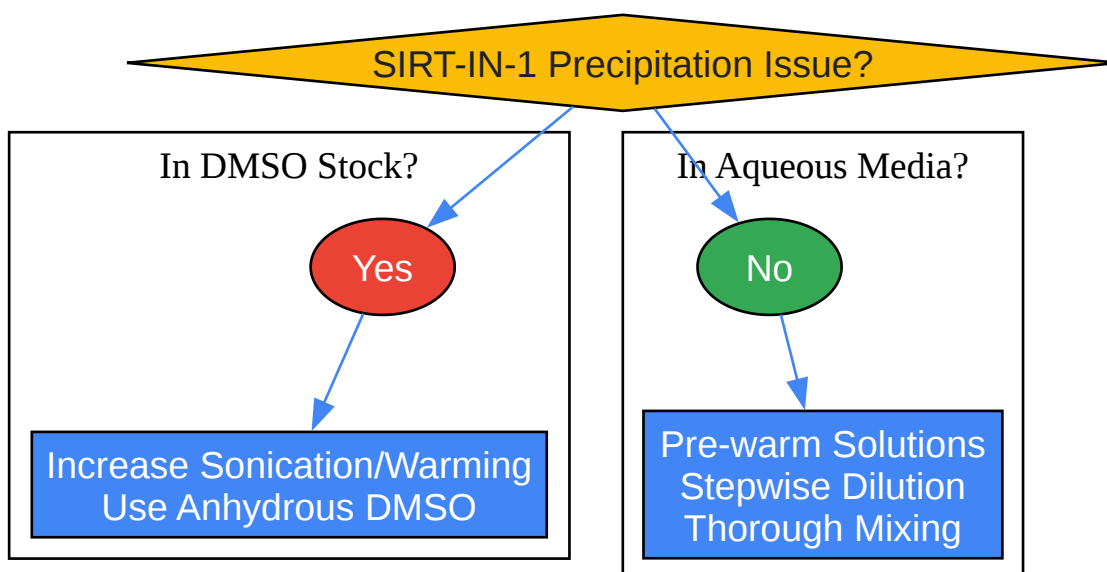 SIRT-IN-1 Precipitation Issue?
In DMSO Stock?
In Aqueous Media?
Yes
No
Increase Sonication/Warming
Use Anhydrous DMSO
Pre-warm Solutions
Stepwise Dilution
Thorough Mixing